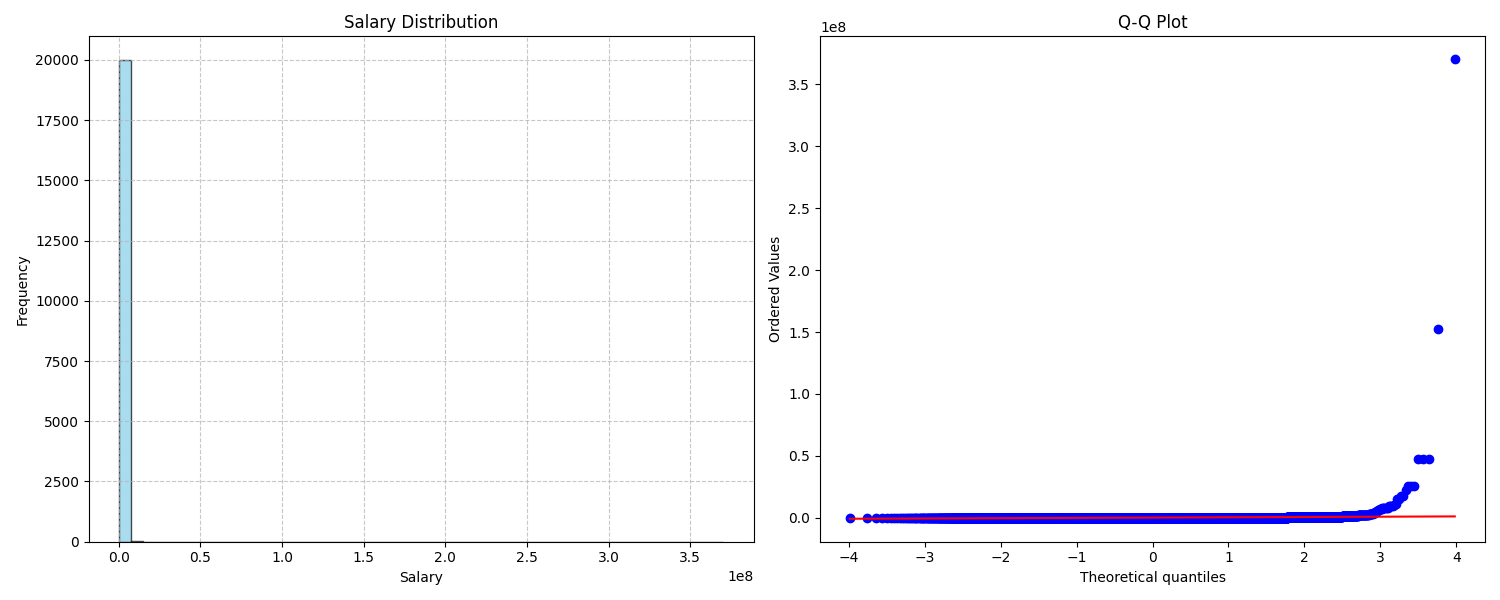 Salary Distribution
20000
17500
15000
12500
10000
7500
5000
2500
0
Frequency
0.0 0.5 1.0 1.5 2.0 2.5 3.0 3.5
1e8
Salary
Q-Q Plot
1e8
3.5
3.0
2.5
2.0
1.5
1.0
0.5
0.0
Ordered Values
−4 −3 −2 −1 0 1 2 3 4
Theoretical quantiles